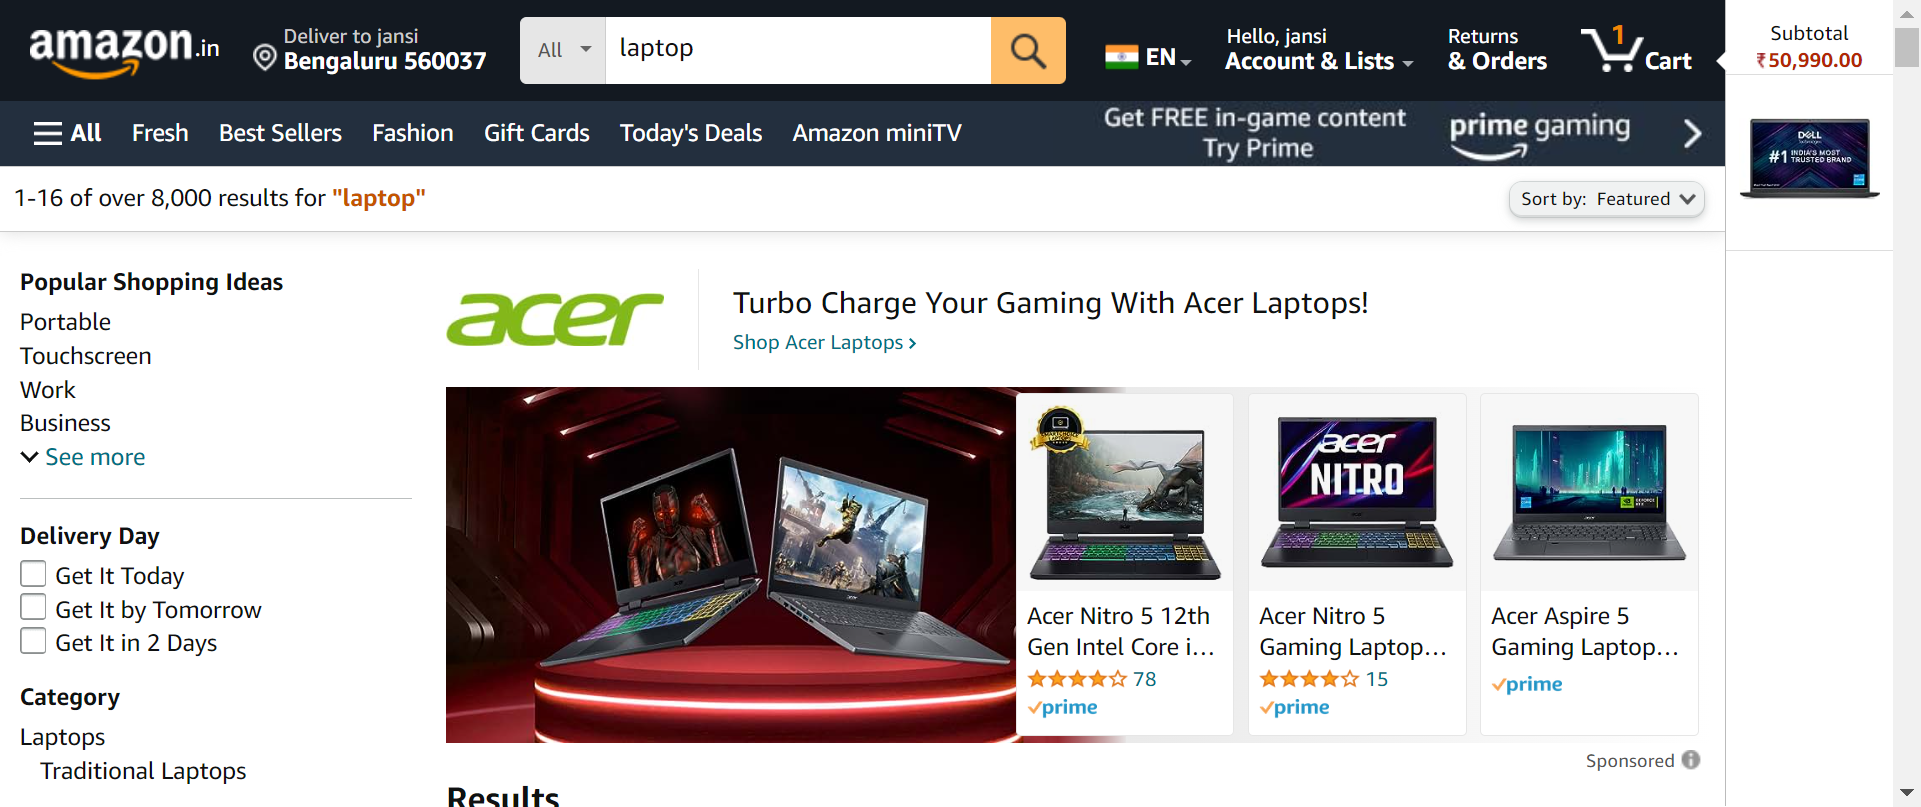 amazon.in
Deliver to jansi
Bengaluru 560037
All
laptop
EN
Hello, jansi
Account & Lists
Returns
& Orders
1
Cart
Subtotal
₹50,990.00
All
Fresh
Best Sellers
Fashion
Gift Cards
Today's Deals
Amazon miniTV
Get FREE in-game content
Try Prime
prime gaming
DELL
Technologies
#1 INDIA'S MOST
TRUSTED BRAND
1-16 of over 8,000 results for "laptop"
Sort by: Featured
Popular Shopping Ideas
Portable
Touchscreen
Work
Business
See more
Delivery Day
Get It Today
Get It by Tomorrow
Get It in 2 Days
Category
Laptops
Traditional Laptops
acer
Turbo Charge Your Gaming With Acer Laptops!
Shop Acer Laptops
Acer Nitro 5 12th
Gen Intel Core i...
78
prime
acer
NITRO
Acer Nitro 5
Gaming Laptop...
15
prime
Acer Aspire 5
Gaming Laptop...
prime
Sponsored
Results